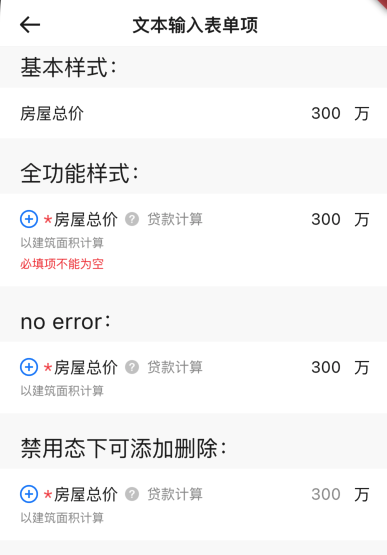 文本输入表单项
基本样式：
房屋总价 300 万
全功能样式：
*房屋总价 ? 贷款计算 300 万
以建筑面积计算
必填项不能为空
no error：
*房屋总价 ? 贷款计算 300 万
以建筑面积计算
禁用态下可添加删除：
*房屋总价 ? 贷款计算 300 万
以建筑面积计算